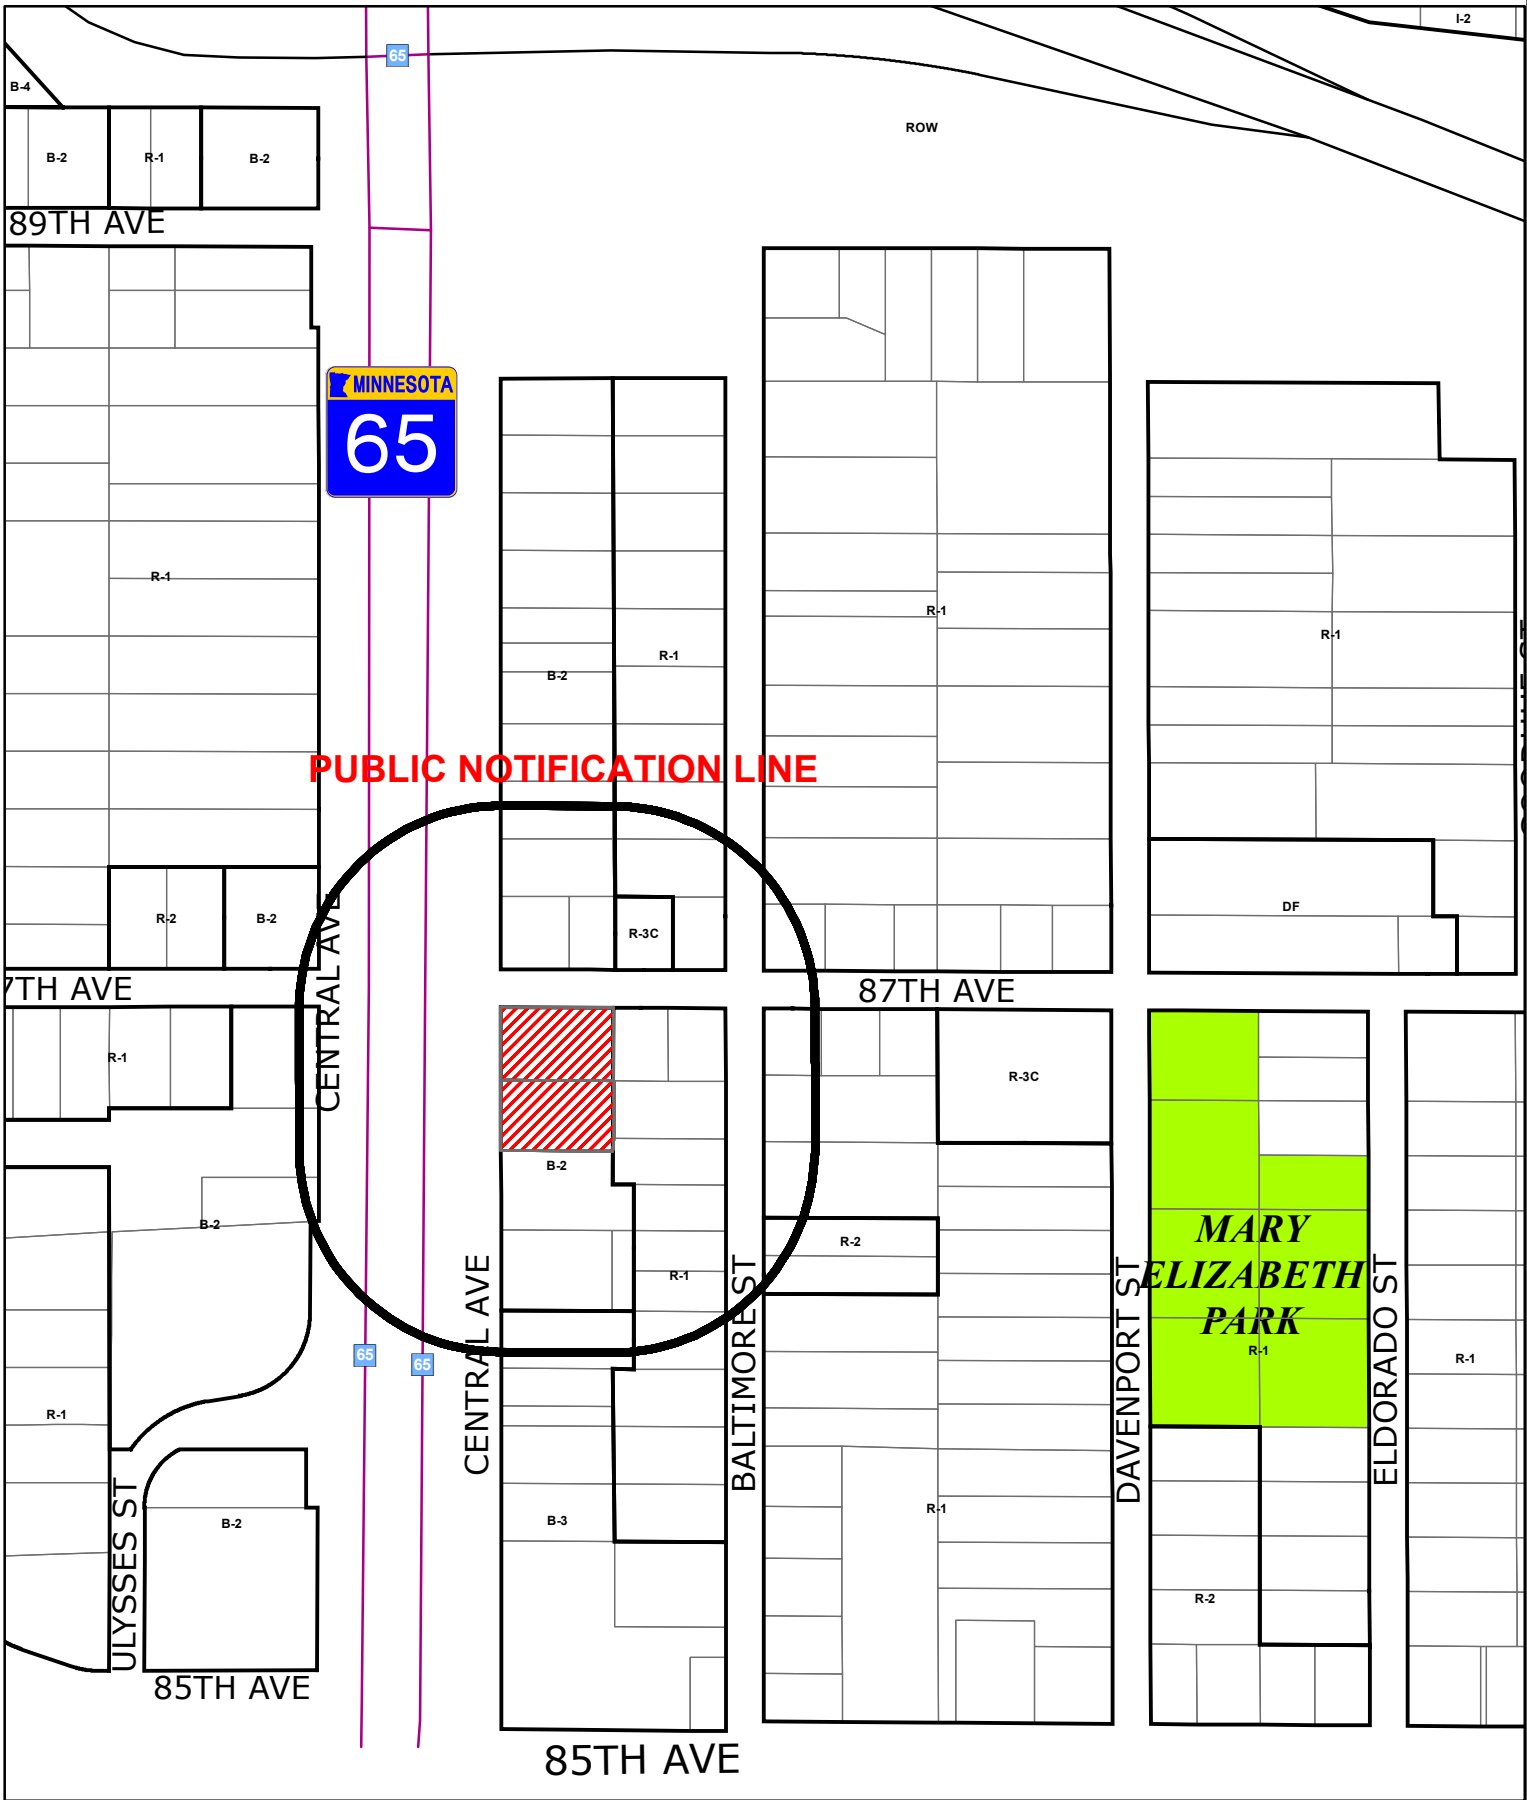 I-2
65
B-4
ROW
B-2
R-1
B-2
89TH AVE
MINNESOTA
65
R-1
R-1
R-1
R-1
B-2
PUBLIC NOTIFICATION LINE
R-2
B-2
CENTRAL AVE
R-3C
DF
7TH AVE
87TH AVE
R-1
R-3C
B-2
B-2
R-2
R-1
MARY
ELIZABETH
PARK
R-1
CENTRAL AVE
BALTIMORE ST
DAVENPORT ST
ELDORADO ST
65
65
R-1
R-1
R-1
B-3
B-2
ULYSSES ST
R-2
85TH AVE
85TH AVE